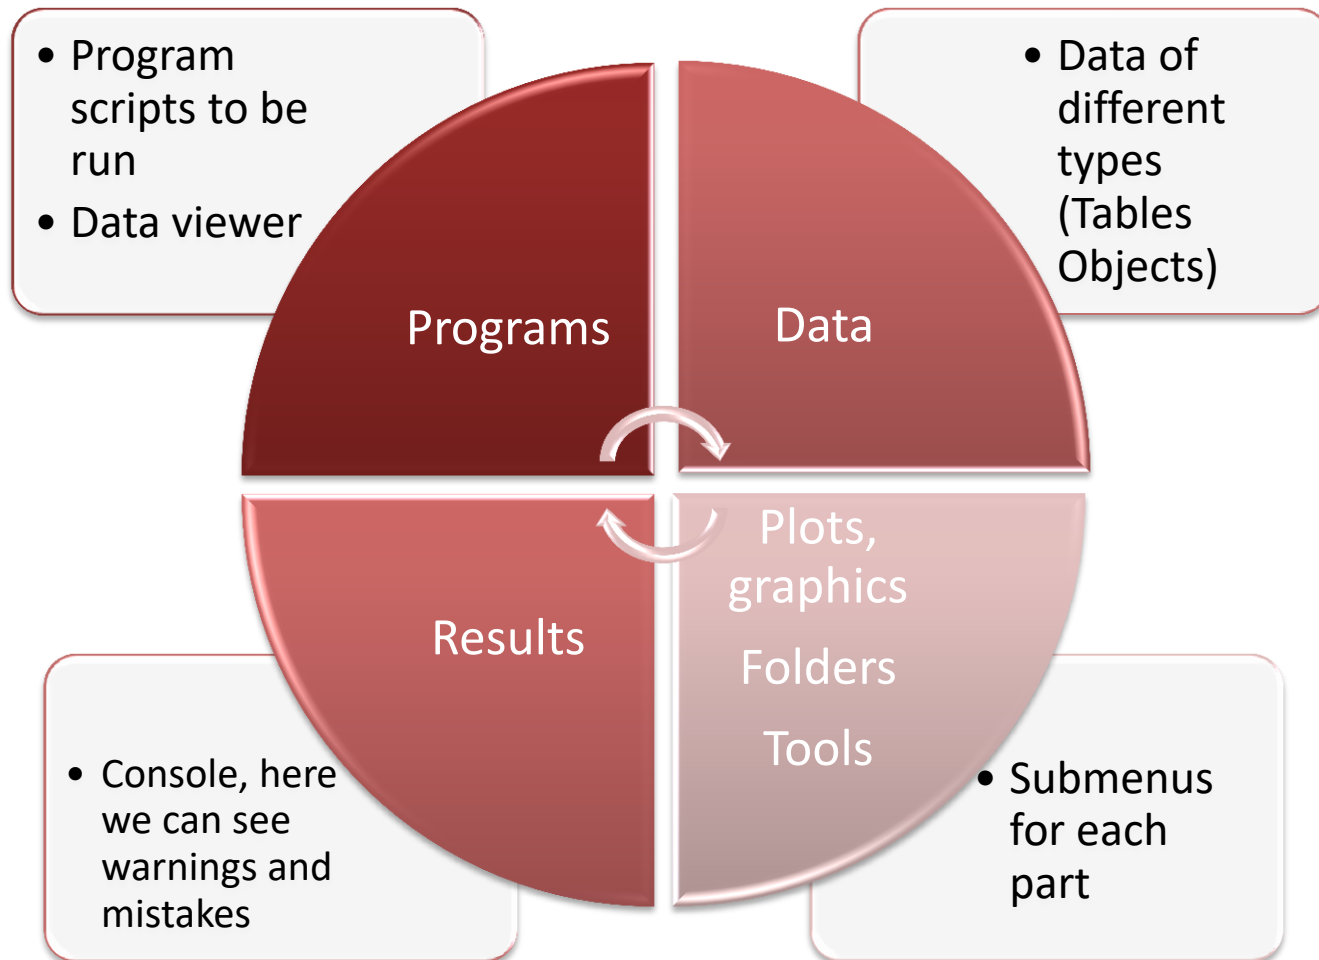 • Program
scripts to be
run
• Data viewer
• Data of
different
types
(Tables
Objects)
Programs
Data
Results
Plots,
graphics
Folders
Tools
• Console, here
we can see
warnings and
mistakes
• Submenus
for each
part